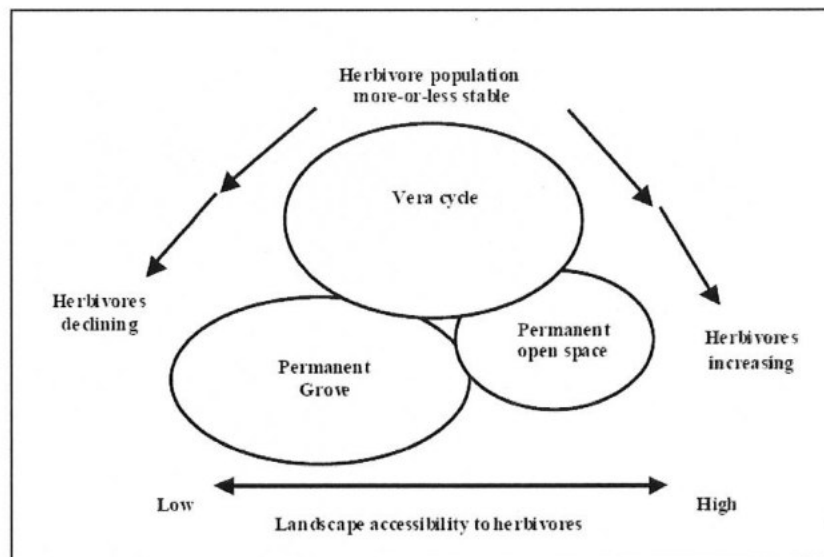 Herbivore population
more-or-less stable
Vera cycle
Herbivores
declining
Permanent
open space
Herbivores
increasing
Permanent
Grove
Low
High
Landscape accessibility to herbivores